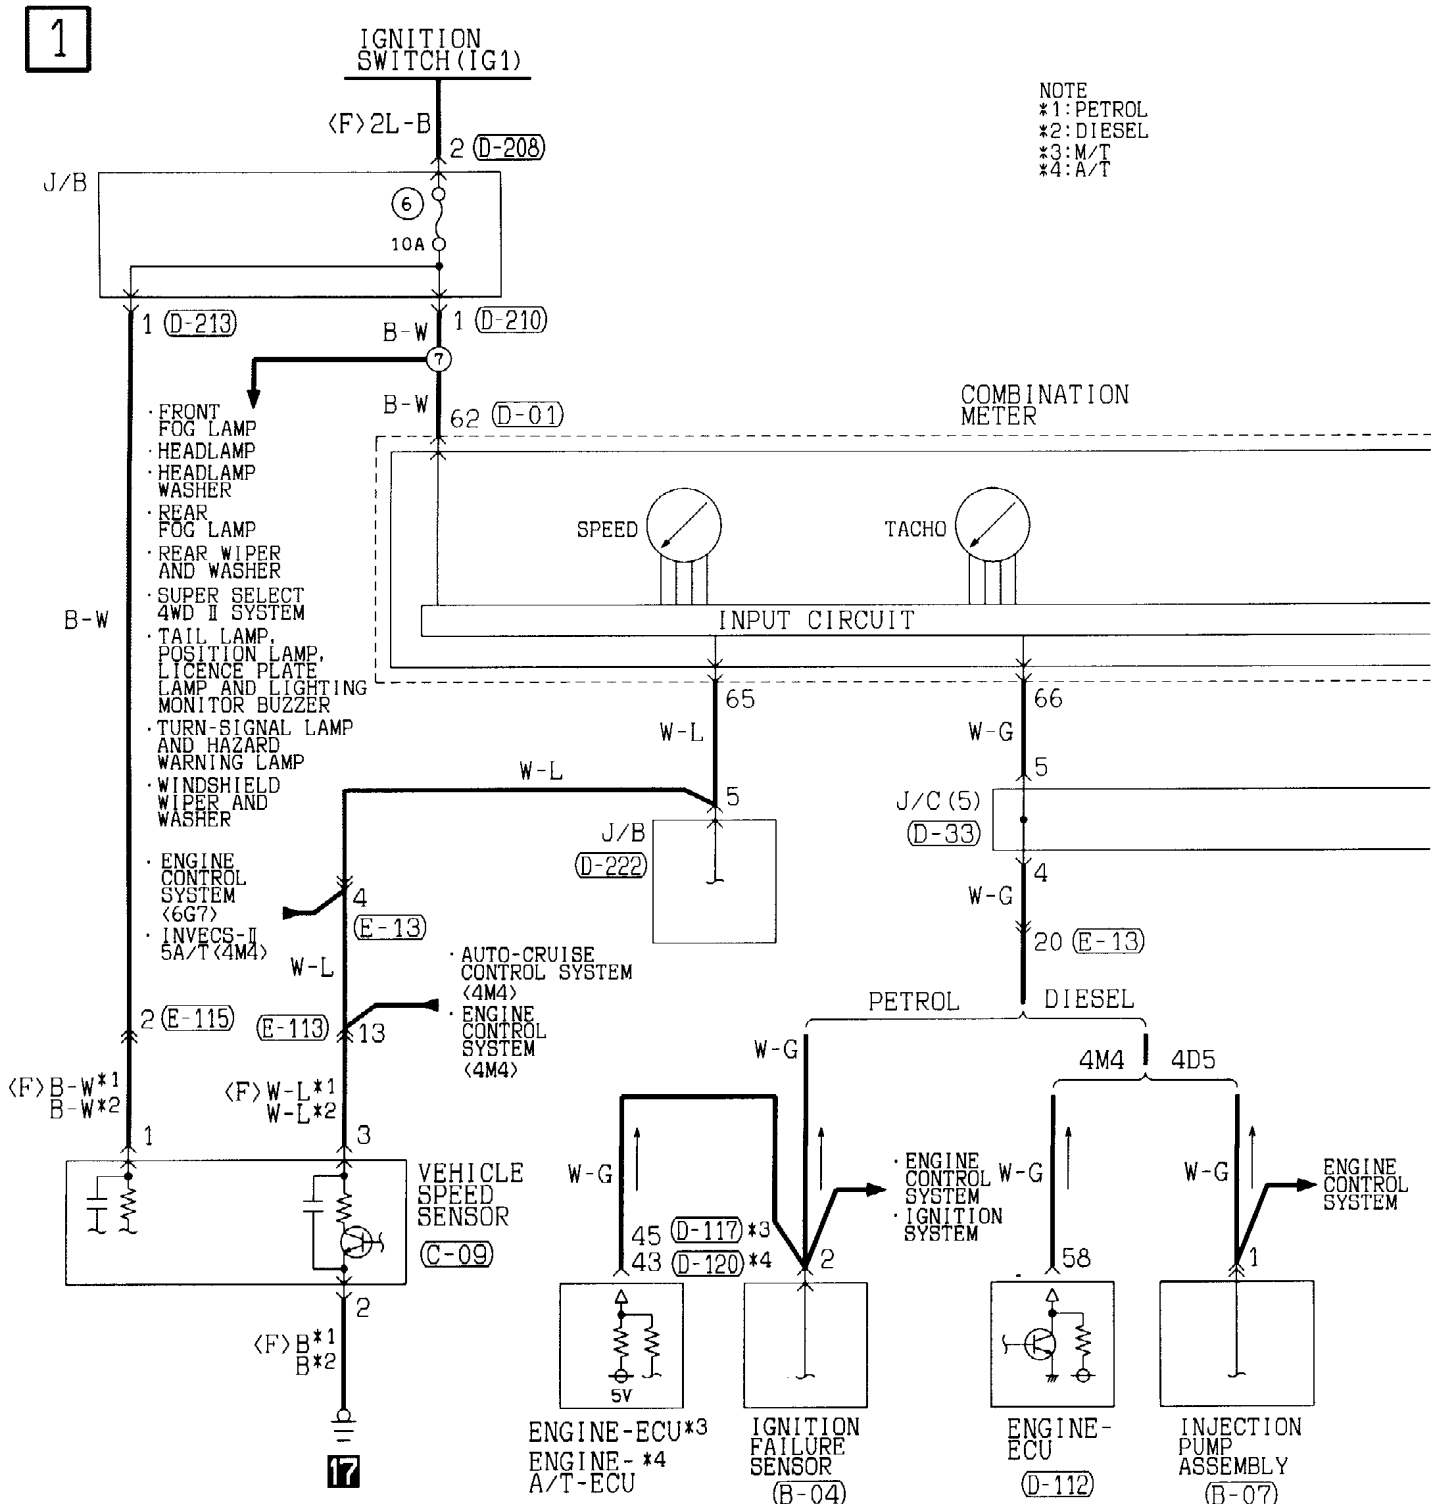 1
IGNITION
SWITCH(IG1)
NOTE
*1:PETROL
*2:DIESEL
*3:M/T
*4:A/T
<F>2L-B
2 (D-208)
J/B
6
10A
1 (D-213)
B-W
1 (D-210)
7
B-W
62 (D-01)
COMBINATION
METER
· FRONT
FOG LAMP
· HEADLAMP
· HEADLAMP
WASHER
· REAR
FOG LAMP
· REAR WIPER
AND WASHER
· SUPER SELECT
4WD Ⅱ SYSTEM
· TAIL LAMP,
POSITION LAMP,
LICENCE PLATE
LAMP AND LIGHTING
MONITOR BUZZER
· TURN-SIGNAL LAMP
AND HAZARD
WARNING LAMP
· WINDSHIELD
WIPER AND
WASHER
B-W
SPEED
TACHO
INPUT CIRCUIT
65
66
W-L
W-G
W-L
5
5
J/B
(D-222)
J/C(5)
(D-33)
· ENGINE
CONTROL
SYSTEM
<6G7>
· INVECS-Ⅱ
5A/T<4M4>
4
(E-13)
4
W-G
20 (E-13)
W-L
· AUTO-CRUISE
CONTROL SYSTEM
<4M4>
· ENGINE
CONTROL
SYSTEM
<4M4>
PETROL
DIESEL
2 (E-115)
(E-113) 13
W-G
4M4
4D5
<F>B-W*1
B-W*2
<F>W-L*1
W-L*2
1
3
VEHICLE
SPEED
SENSOR
(C-09)
W-G
· ENGINE
CONTROL
SYSTEM
· IGNITION
SYSTEM
W-G
W-G
ENGINE
CONTROL
SYSTEM
45 (D-117)*3
43 (D-120)*4
2
58
1
2
<F>B*1
B*2
5V
17
ENGINE-ECU*3
ENGINE- *4
A/T-ECU
IGNITION
FAILURE
SENSOR
(B-04)
ENGINE-
ECU
(D-112)
INJECTION
PUMP
ASSEMBLY
(B-07)